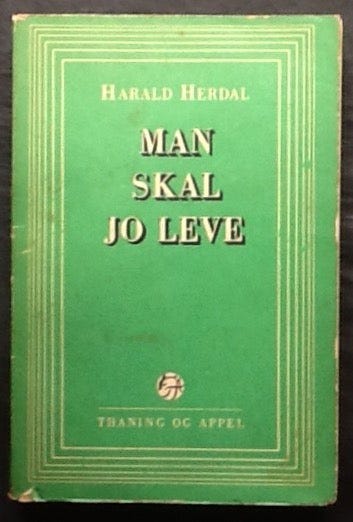 HARALD HERDAL
MAN
SKAL
JO LEVE
THANING OG APPEL